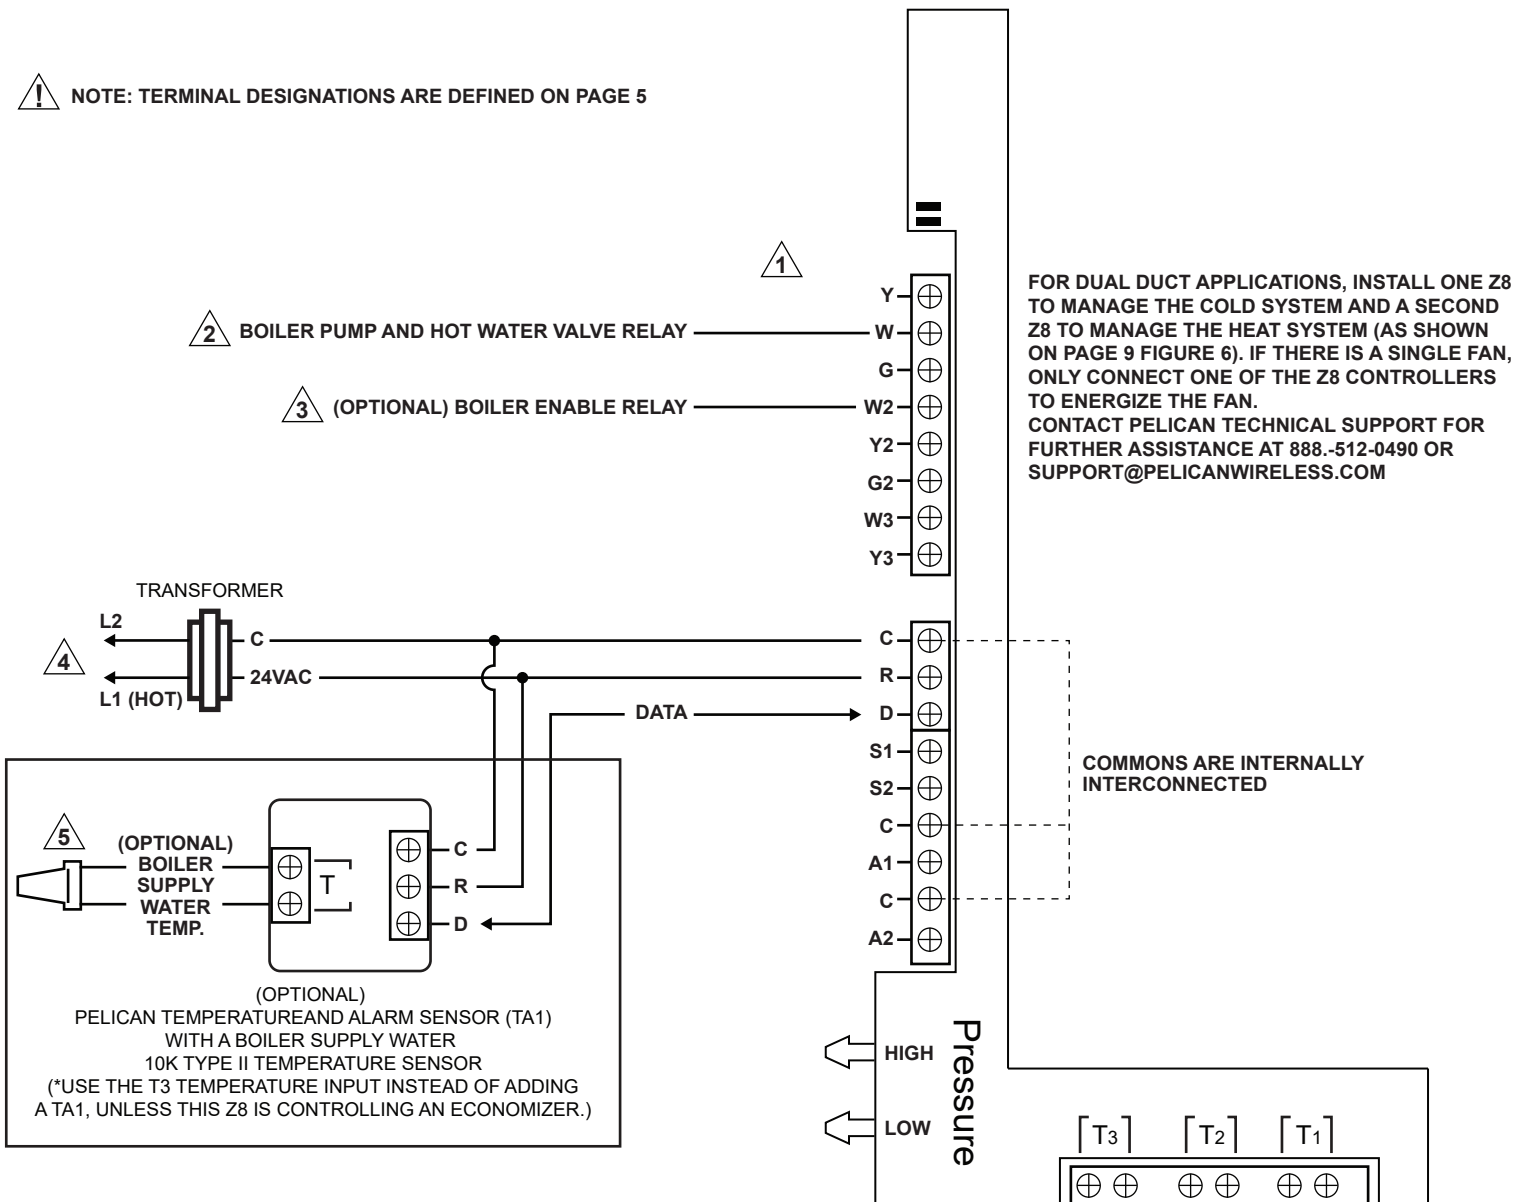 ! NOTE: TERMINAL DESIGNATIONS ARE DEFINED ON PAGE 5
1
Y
2 BOILER PUMP AND HOT WATER VALVE RELAY W
G
3 (OPTIONAL) BOILER ENABLE RELAY W2
Y2
G2
W3
Y3
FOR DUAL DUCT APPLICATIONS, INSTALL ONE Z8
TO MANAGE THE COLD SYSTEM AND A SECOND
Z8 TO MANAGE THE HEAT SYSTEM (AS SHOWN
ON PAGE 9 FIGURE 6). IF THERE IS A SINGLE FAN,
ONLY CONNECT ONE OF THE Z8 CONTROLLERS
TO ENERGIZE THE FAN.
CONTACT PELICAN TECHNICAL SUPPORT FOR
FURTHER ASSISTANCE AT 888.-512-0490 OR
SUPPORT@PELICANWIRELESS.COM
TRANSFORMER
L2
C
C
4
24VAC
R
L1 (HOT)
DATA
D
S1
S2
C
A1
C
A2
COMMONS ARE INTERNALLY
INTERCONNECTED
5
(OPTIONAL)
BOILER
SUPPLY
WATER
TEMP.
T
C
R
D
(OPTIONAL)
PELICAN TEMPERATUREAND ALARM SENSOR (TA1)
WITH A BOILER SUPPLY WATER
10K TYPE II TEMPERATURE SENSOR
(*USE THE T3 TEMPERATURE INPUT INSTEAD OF ADDING
A TA1, UNLESS THIS Z8 IS CONTROLLING AN ECONOMIZER.)
HIGH
LOW
Pressure
T3 T2 T1